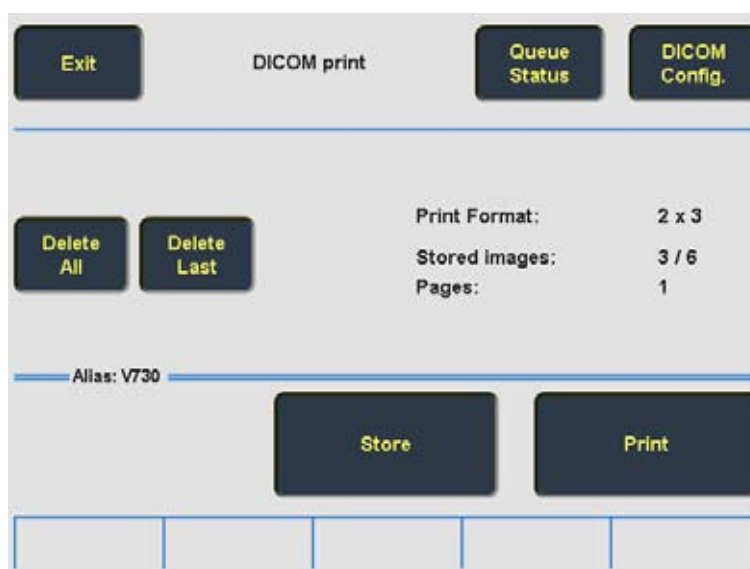 Exit
DICOM print
Queue
Status
DICOM
Config.
Delete
All
Delete
Last
Print Format: 2 x 3
Stored images: 3 / 6
Pages: 1
Alias: V730
Store
Print